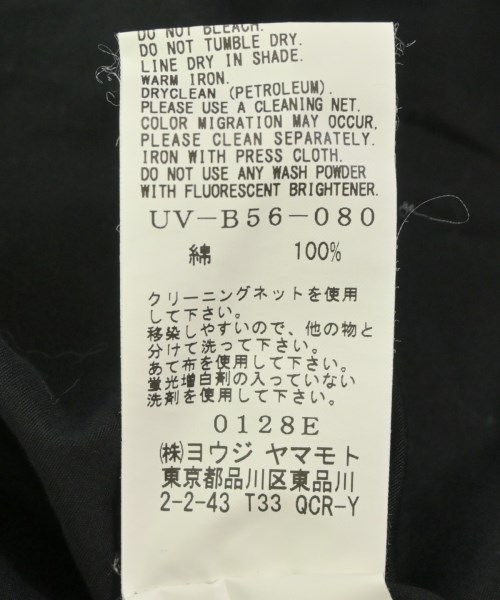 DO NOT BLEACH.
DO NOT TUMBLE DRY.
LINE DRY IN SHADE.
WARM IRON.
DRYCLEAN (PETROLEUM).
PLEASE USE A CLEANING NET.
COLOR MIGRATION MAY OCCUR,
PLEASE CLEAN SEPARATELY.
IRON WITH PRESS CLOTH.
DO NOT USE ANY WASH POWDER
WITH FLUORESCENT BRIGHTENER.
UV-B56-080
綿 100%
クリーニングネットを使用
して下さい。
移染しやすいので、他の物と
分けて洗って下さい。
あて布を使用して下さい。
蛍光増白剤の入っていない
洗剤を使用して下さい。
0128E
㈱ヨウジ ヤマモト
東京都品川区東品川
2-2-43 T33 QCR-Y